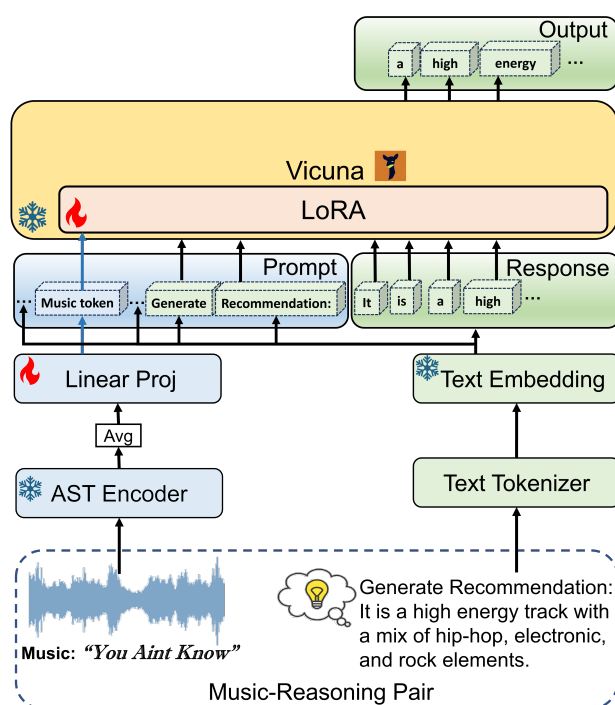 Output
a high energy ...
Vicuna
LoRA
Prompt
... Music token ... Generate Recommendation:
Response
It is a high ...
Linear Proj
Text Embedding
Avg
AST Encoder
Text Tokenizer
Generate Recommendation:
It is a high energy track with
a mix of hip-hop, electronic,
and rock elements.
Music: “You Aint Know”
Music-Reasoning Pair